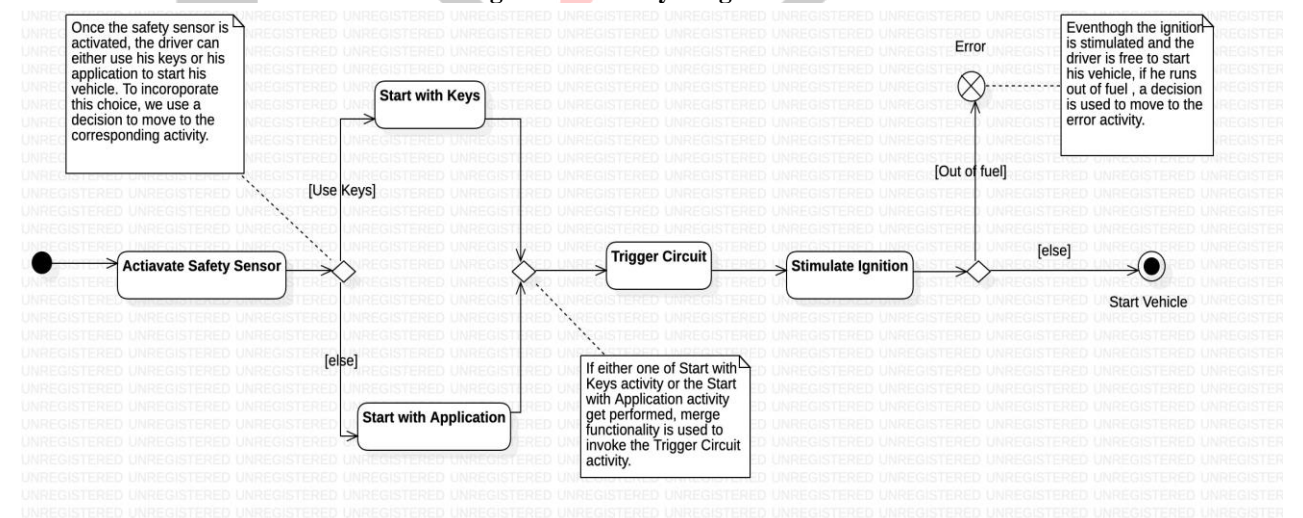 Once the safety sensor is
activated, the driver can
either use his keys or his
application to start his
vehicle. To incoroporate
this choice, we use a
decision to move to the
corresponding activity.
Start with Keys
Error
Eventhogh the ignition
is stimulated and the
driver is free to start
his vehicle, if he runs
out of fuel , a decision
is used to move to the
error activity.
[Use Keys]
[Out of fuel]
Actiavate Safety Sensor
Trigger Circuit
Stimulate Ignition
[else]
Start Vehicle
[else]
Start with Application
If either one of Start with
Keys activity or the Start
with Application activity
get performed, merge
functionality is used to
invoke the Trigger Circuit
activity.